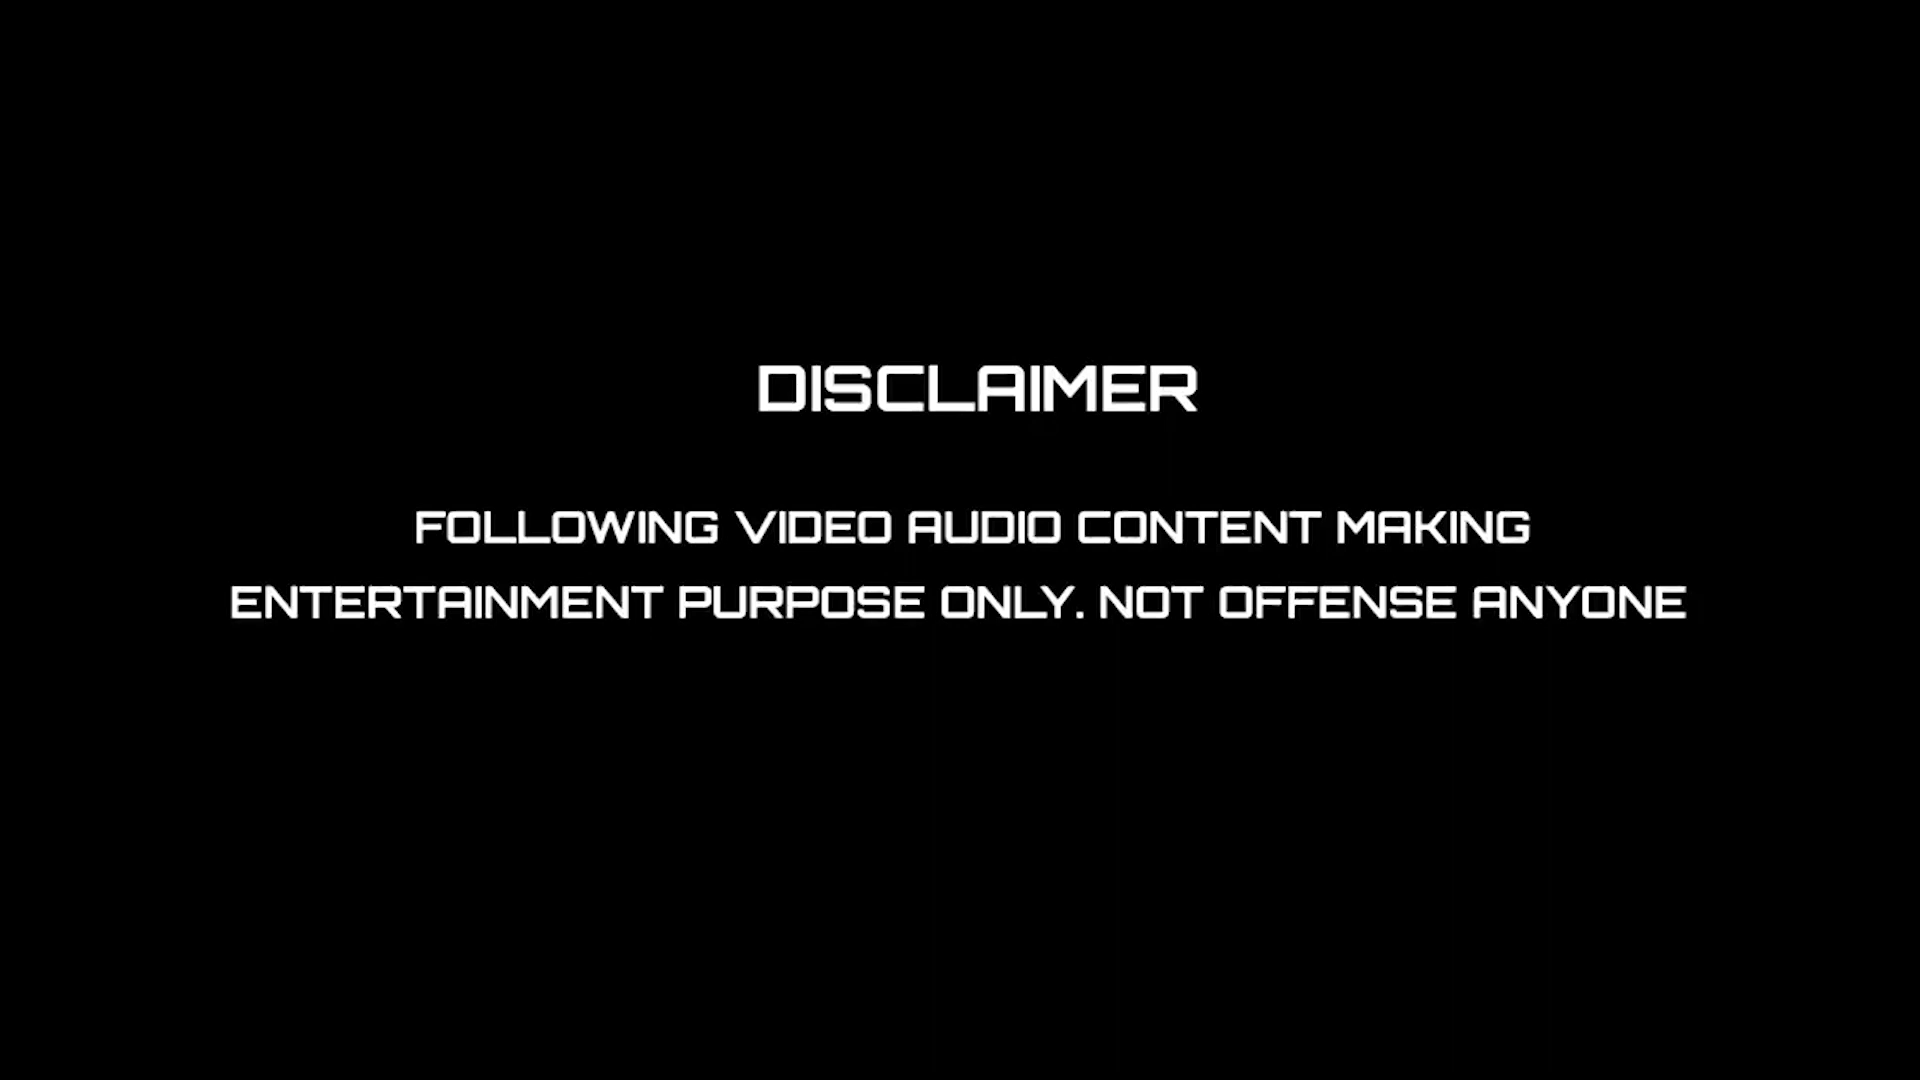 DISCLAIMER
FOLLOWING VIDEO AUDIO CONTENT MAKING
ENTERTAINMENT PURPOSE ONLY. NOT OFFENSE ANYONE